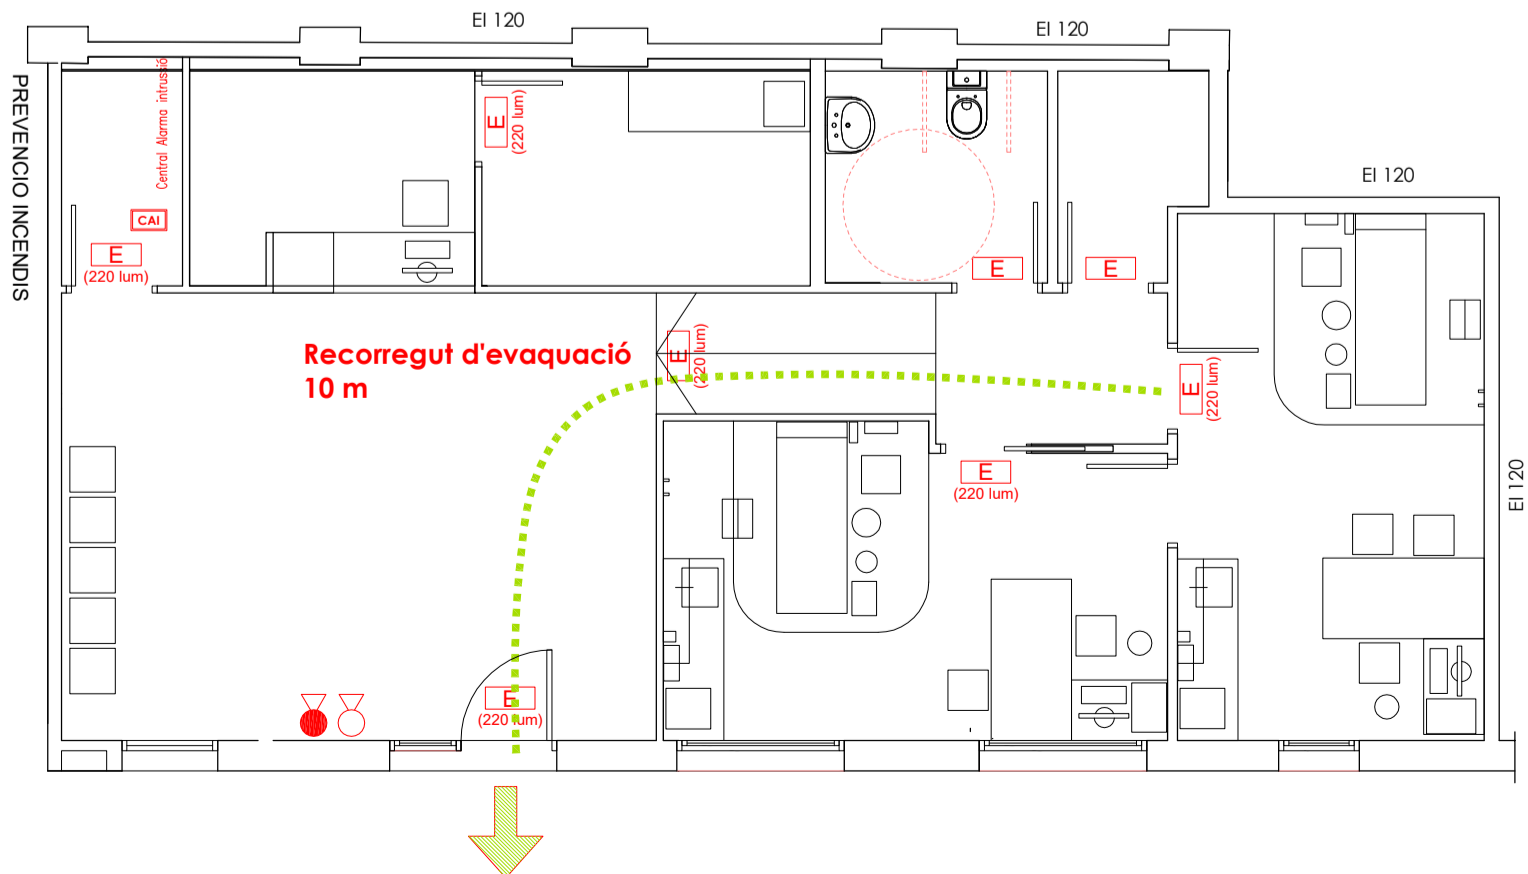 EI 120
EI 120
PREVENCIO INCENDIS
Central Alarma intrussió
CAI
E
(220 lum)
E
(220 lum)
EI 120
E
E
Recorregut d'evaquació
10 m
E
(220 lum)
E
(220 lum)
E
(220 lum)
EI 120
E
(220 lum)